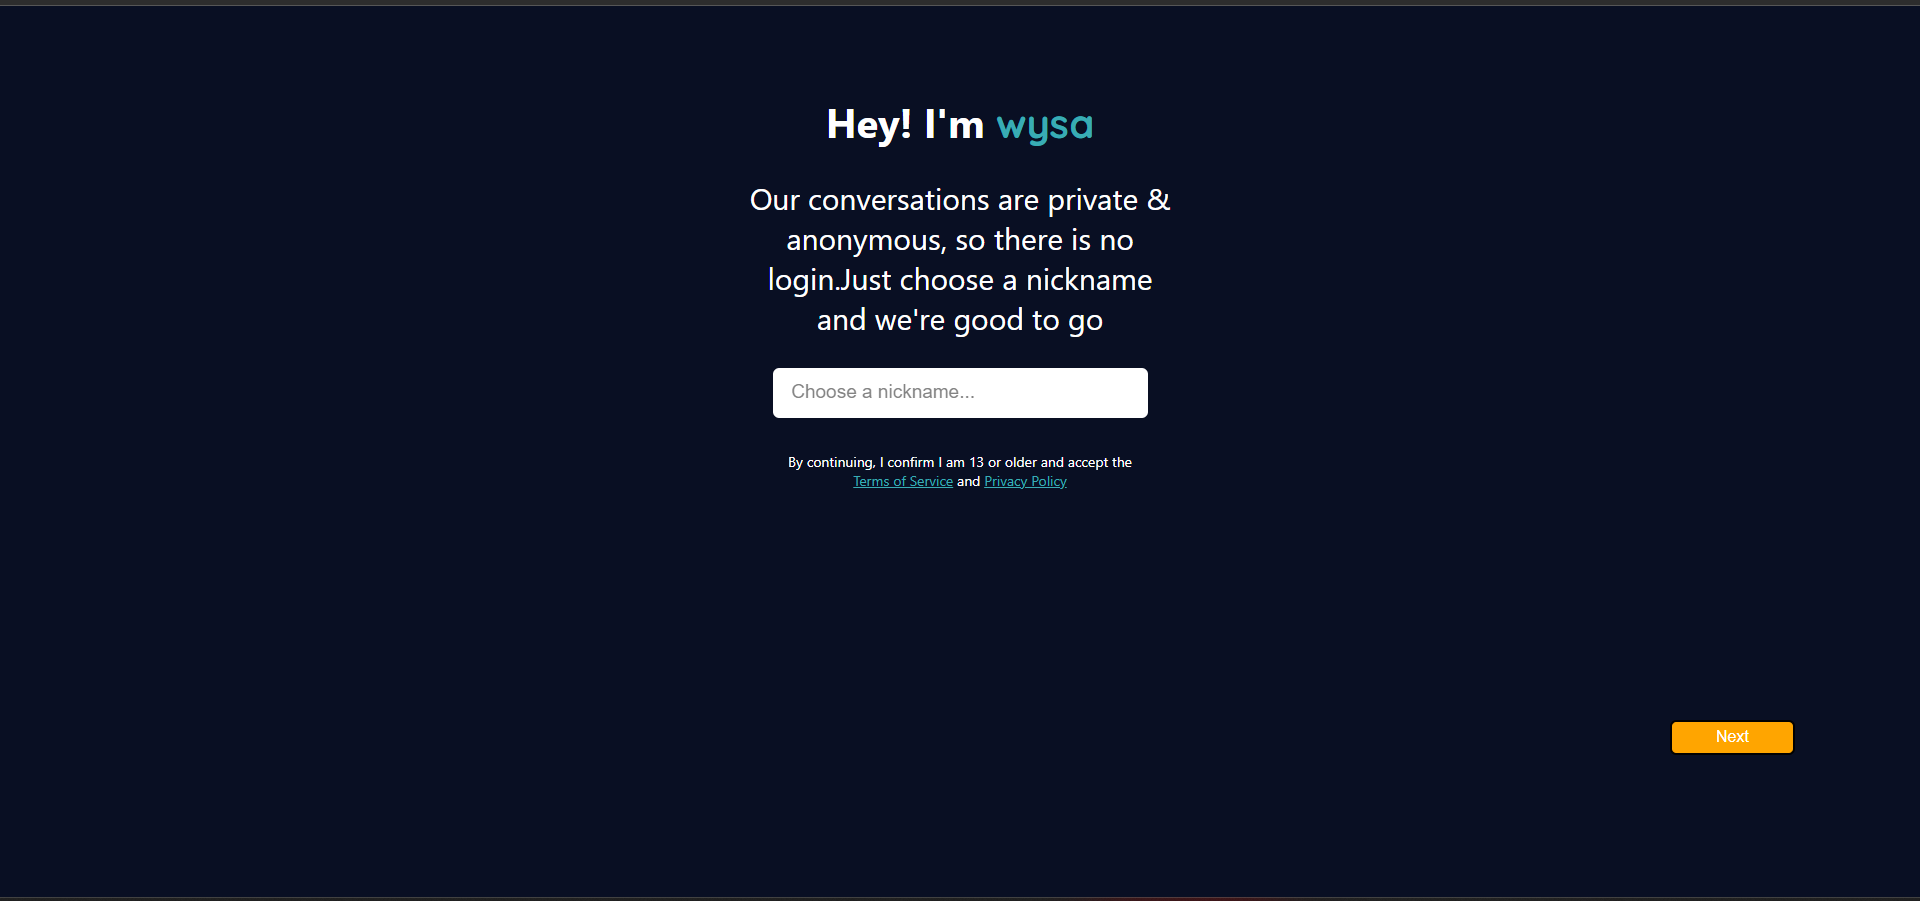 Hey! I'm wysa
Our conversations are private &
anonymous, so there is no
login.Just choose a nickname
and we're good to go
Choose a nickname...
By continuing, I confirm I am 13 or older and accept the
Terms of Service and Privacy Policy
Next